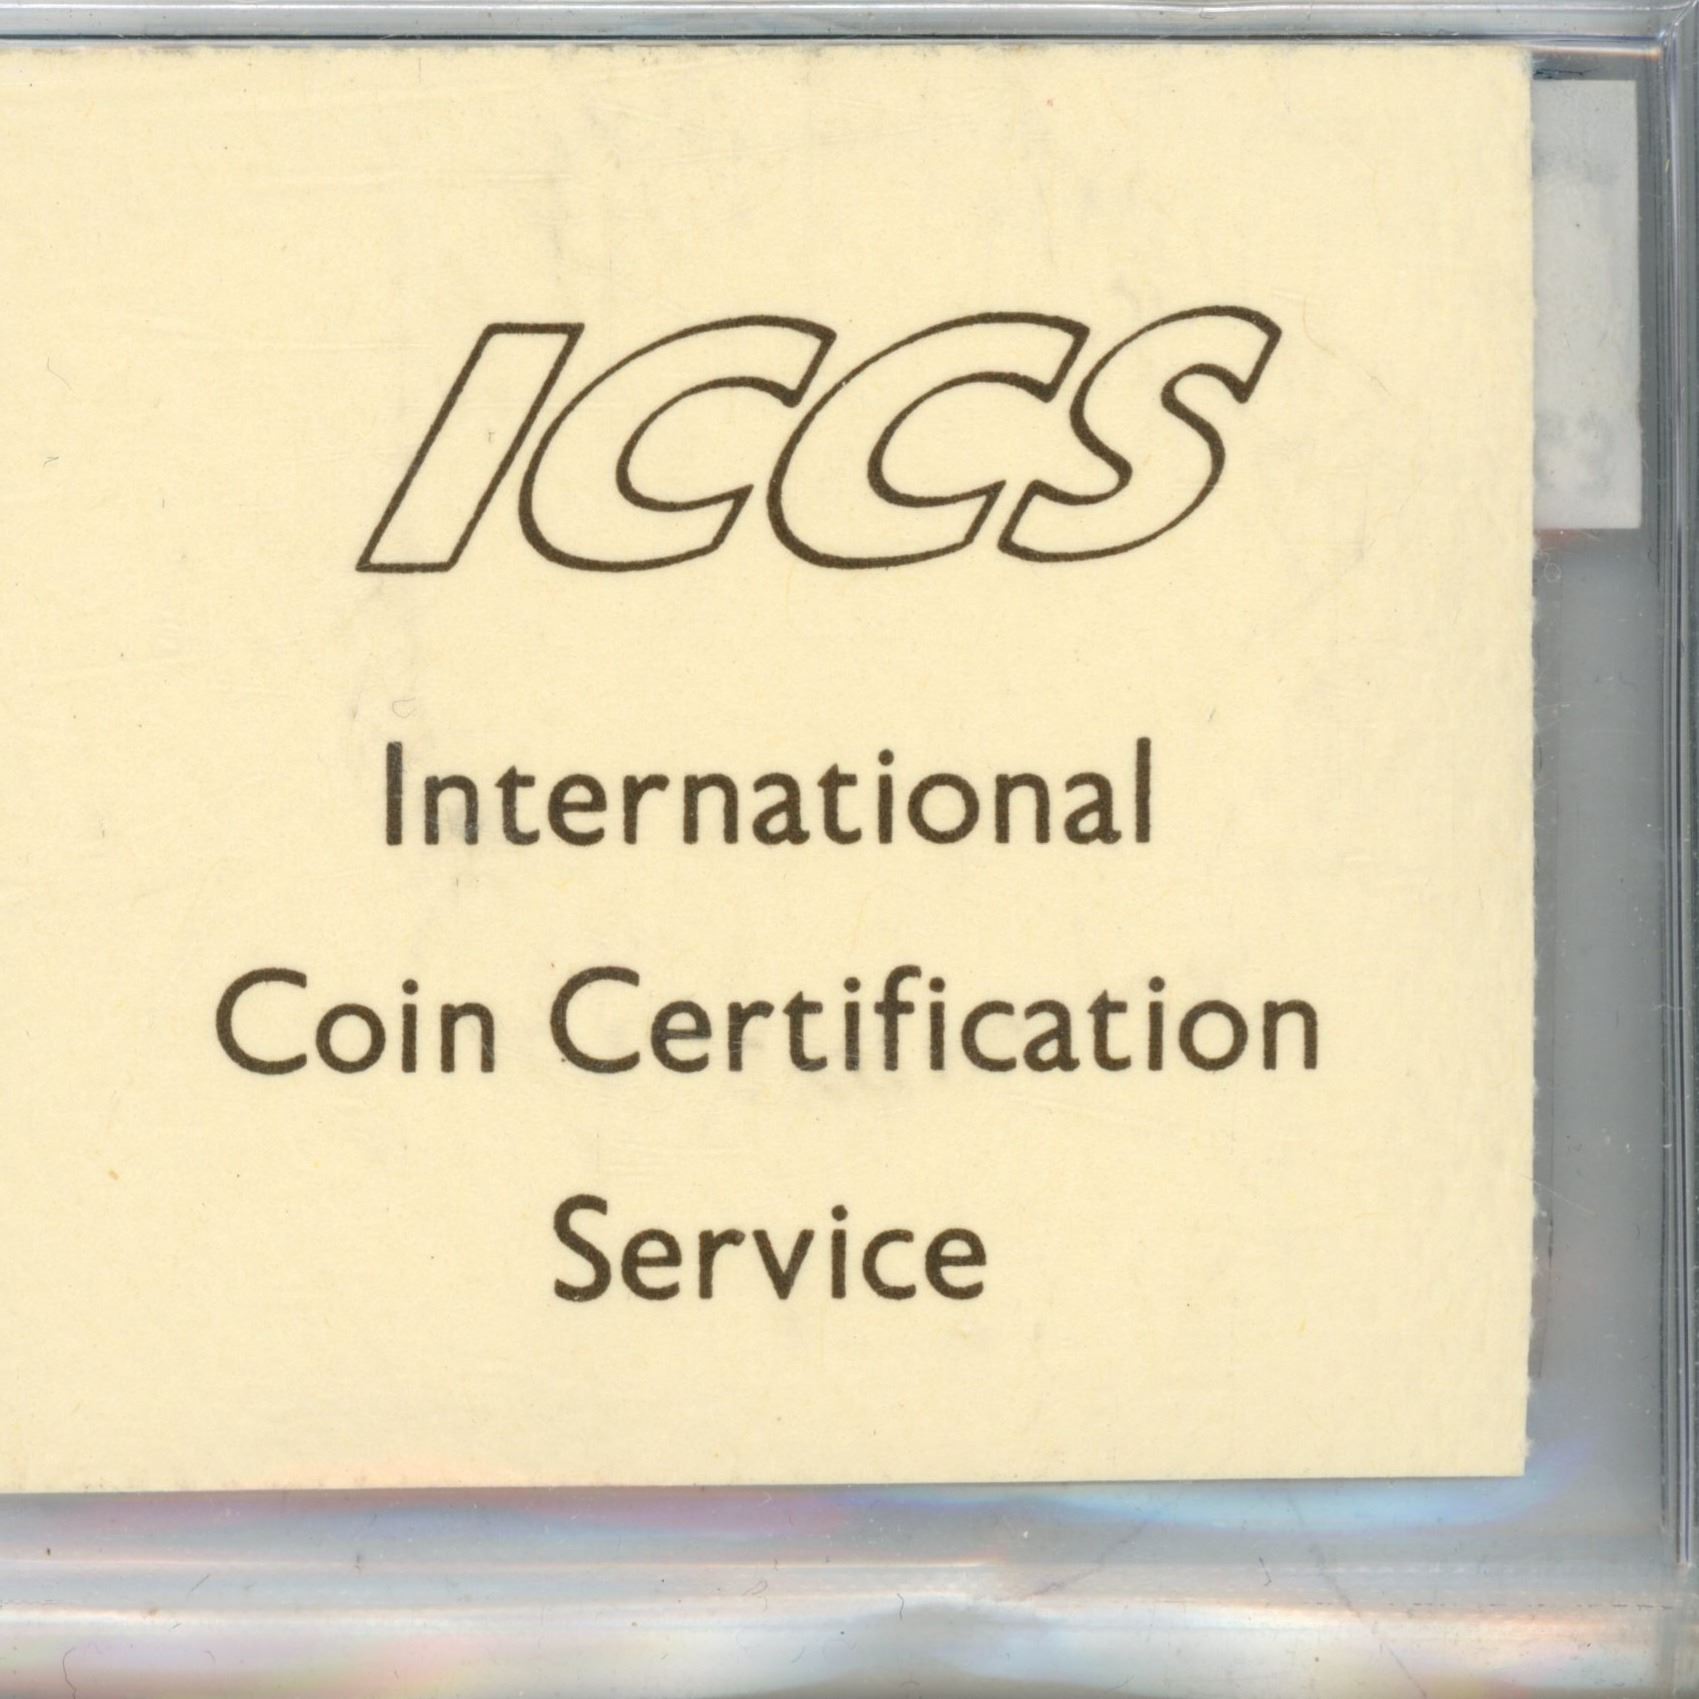 ICCS
International
Coin Certification
Service